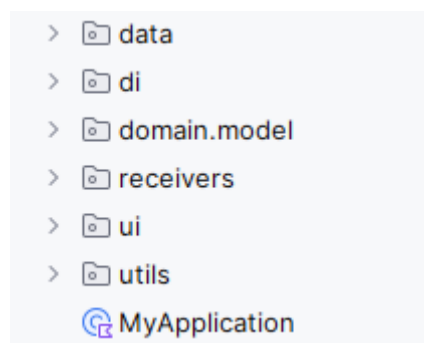 data
di
domain.model
receivers
ui
utils
MyApplication